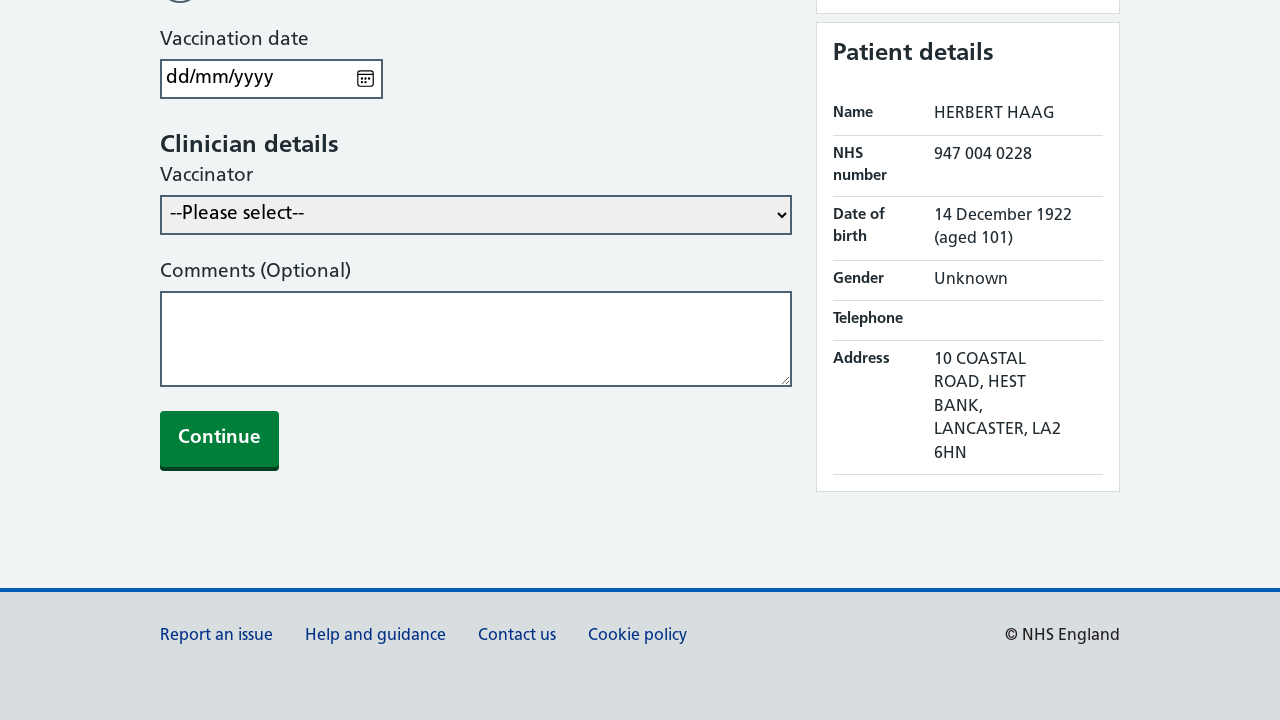 Vaccination date
dd/mm/yyyy
Clinician details
Vaccinator
--Please select--
Comments (Optional)
Continue
Patient details
Name HERBERT HAAG
NHS number 947 004 0228
Date of birth 14 December 1922 (aged 101)
Gender Unknown
Telephone
Address 10 COASTAL
ROAD, HEST
BANK,
LANCASTER, LA2
6HN
Report an issue Help and guidance Contact us Cookie policy © NHS England